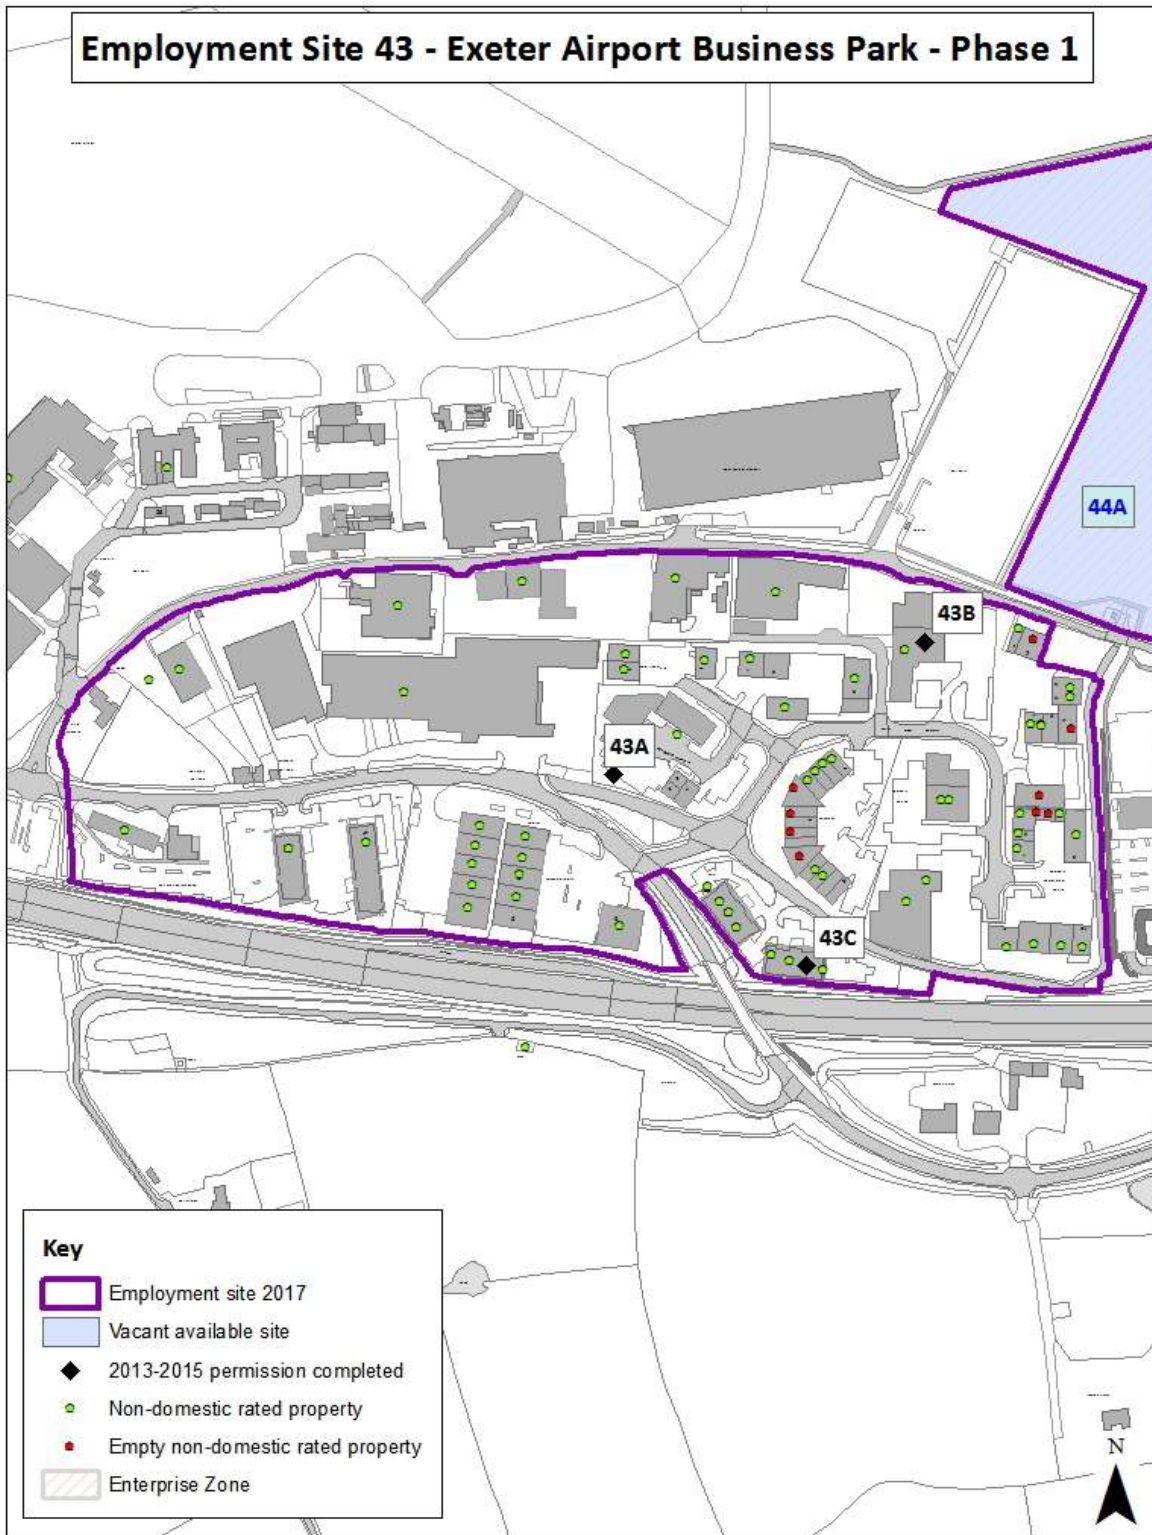 Employment Site 43 - Exeter Airport Business Park - Phase 1
44A
43B
43A
43C
Key
Employment site 2017
Vacant available site
2013-2015 permission completed
Non-domestic rated property
Empty non-domestic rated property
Enterprise Zone
N